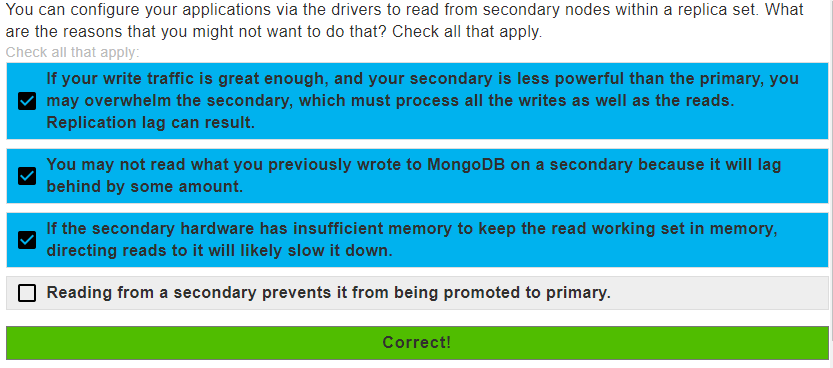 You can configure your applications via the drivers to read from secondary nodes within a replica set. What
are the reasons that you might not want to do that? Check all that apply.
Check all that apply:
If your write traffic is great enough, and your secondary is less powerful than the primary, you
may overwhelm the secondary, which must process all the writes as well as the reads.
Replication lag can result.
You may not read what you previously wrote to MongoDB on a secondary because it will lag
behind by some amount.
If the secondary hardware has insufficient memory to keep the read working set in memory,
directing reads to it will likely slow it down.
Reading from a secondary prevents it from being promoted to primary.
Correct!